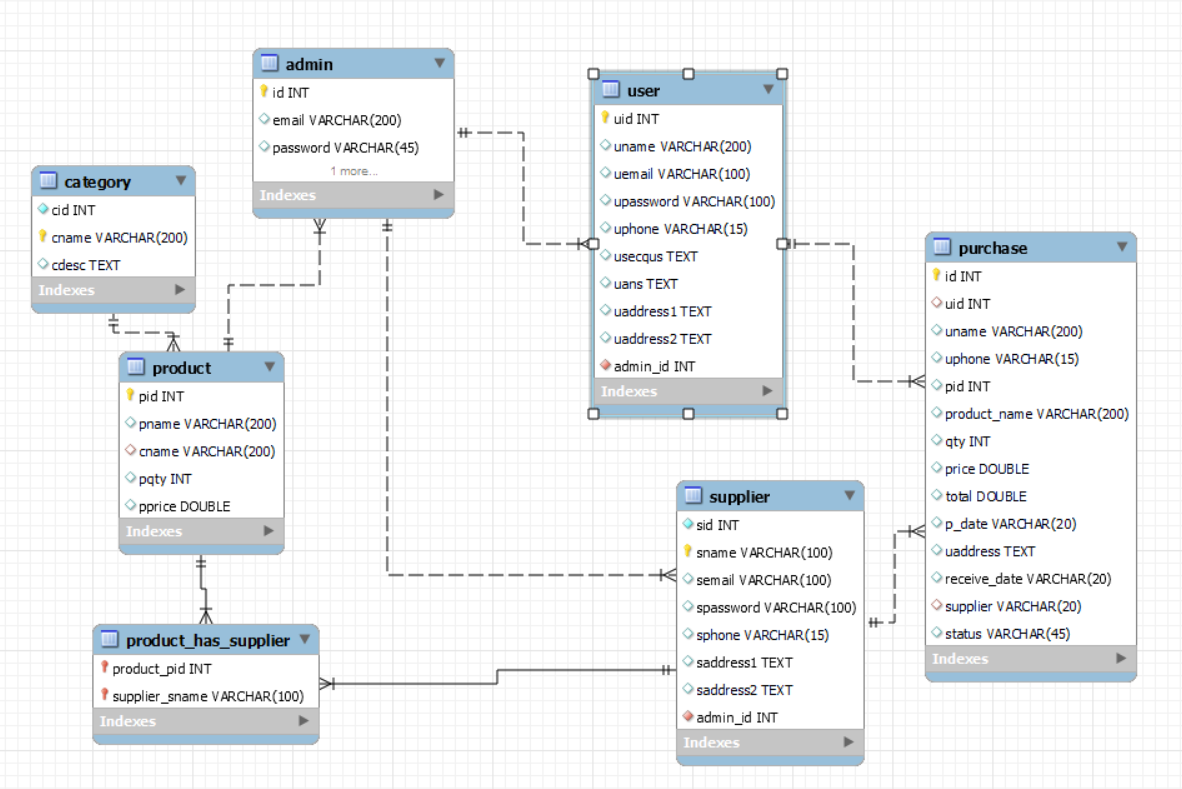 admin
id INT
email VARCHAR(200)
password VARCHAR(45)
1 more...
Indexes
user
uid INT
uname VARCHAR(200)
uemail VARCHAR(100)
upassword VARCHAR(100)
uphone VARCHAR(15)
usecqus TEXT
uans TEXT
uaddress1 TEXT
uaddress2 TEXT
admin_id INT
Indexes
category
cid INT
cname VARCHAR(200)
cdesc TEXT
Indexes
purchase
id INT
uid INT
uname VARCHAR(200)
uphone VARCHAR(15)
pid INT
product_name VARCHAR(200)
qty INT
price DOUBLE
total DOUBLE
p_date VARCHAR(20)
uaddress TEXT
receive_date VARCHAR(20)
supplier VARCHAR(20)
status VARCHAR(45)
Indexes
product
pid INT
pname VARCHAR(200)
cname VARCHAR(200)
pqty INT
pprice DOUBLE
Indexes
supplier
sid INT
sname VARCHAR(100)
semail VARCHAR(100)
spassword VARCHAR(100)
sphone VARCHAR(15)
saddress1 TEXT
saddress2 TEXT
admin_id INT
Indexes
product_has_supplier
product_pid INT
supplier_sname VARCHAR(100)
Indexes